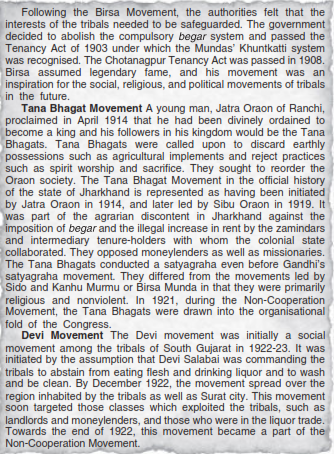 Following the Birsa Movement, the authorities felt that the
interests of the tribals needed to be safeguarded. The government
decided to abolish the compulsory begar system and passed the
Tenancy Act of 1903 under which the Mundas' Khuntkatti system
was recognised. The Chotanagpur Tenancy Act was passed in 1908.
Birsa assumed legendary fame, and his movement was an
inspiration for the social, religious, and political movements of tribals
in the future.
Tana Bhagat Movement A young man, Jatra Oraon of Ranchi,
proclaimed in April 1914 that he had been divinely ordained to
become a king and his followers in his kingdom would be the Tana
Bhagats. Tana Bhagats were called upon to discard earthly
possessions such as agricultural implements and reject practices
such as spirit worship and sacrifice. They sought to reorder the
Oraon society. The Tana Bhagat Movement in the official history
of the state of Jharkhand is represented as having been initiated
by Jatra Oraon in 1914, and later led by Sibu Oraon in 1919. It
was part of the agrarian discontent in Jharkhand against the
imposition of begar and the illegal increase in rent by the zamindars
and intermediary tenure-holders with whom the colonial state
collaborated. They opposed moneylenders as well as missionaries.
The Tana Bhagats conducted a satyagraha even before Gandhi's
satyagraha movement. They differed from the movements led by
Sido and Kanhu Murmu or Birsa Munda in that they were primarily
religious and nonviolent. In 1921, during the Non-Cooperation
Movement, the Tana Bhagats were drawn into the organisational
fold of the Congress.
Devi Movement The Devi movement was initially a social
movement among the tribals of South Gujarat in 1922-23. It was
initiated by the assumption that Devi Salabai was commanding the
tribals to abstain from eating flesh and drinking liquor and to wash
and be clean. By December 1922, the movement spread over the
region inhabited by the tribals as well as Surat city. This movement
soon targeted those classes which exploited the tribals, such as
landlords and moneylenders, and those who were in the liquor trade.
Towards the end of 1922, this movement became a part of the
Non-Cooperation Movement.